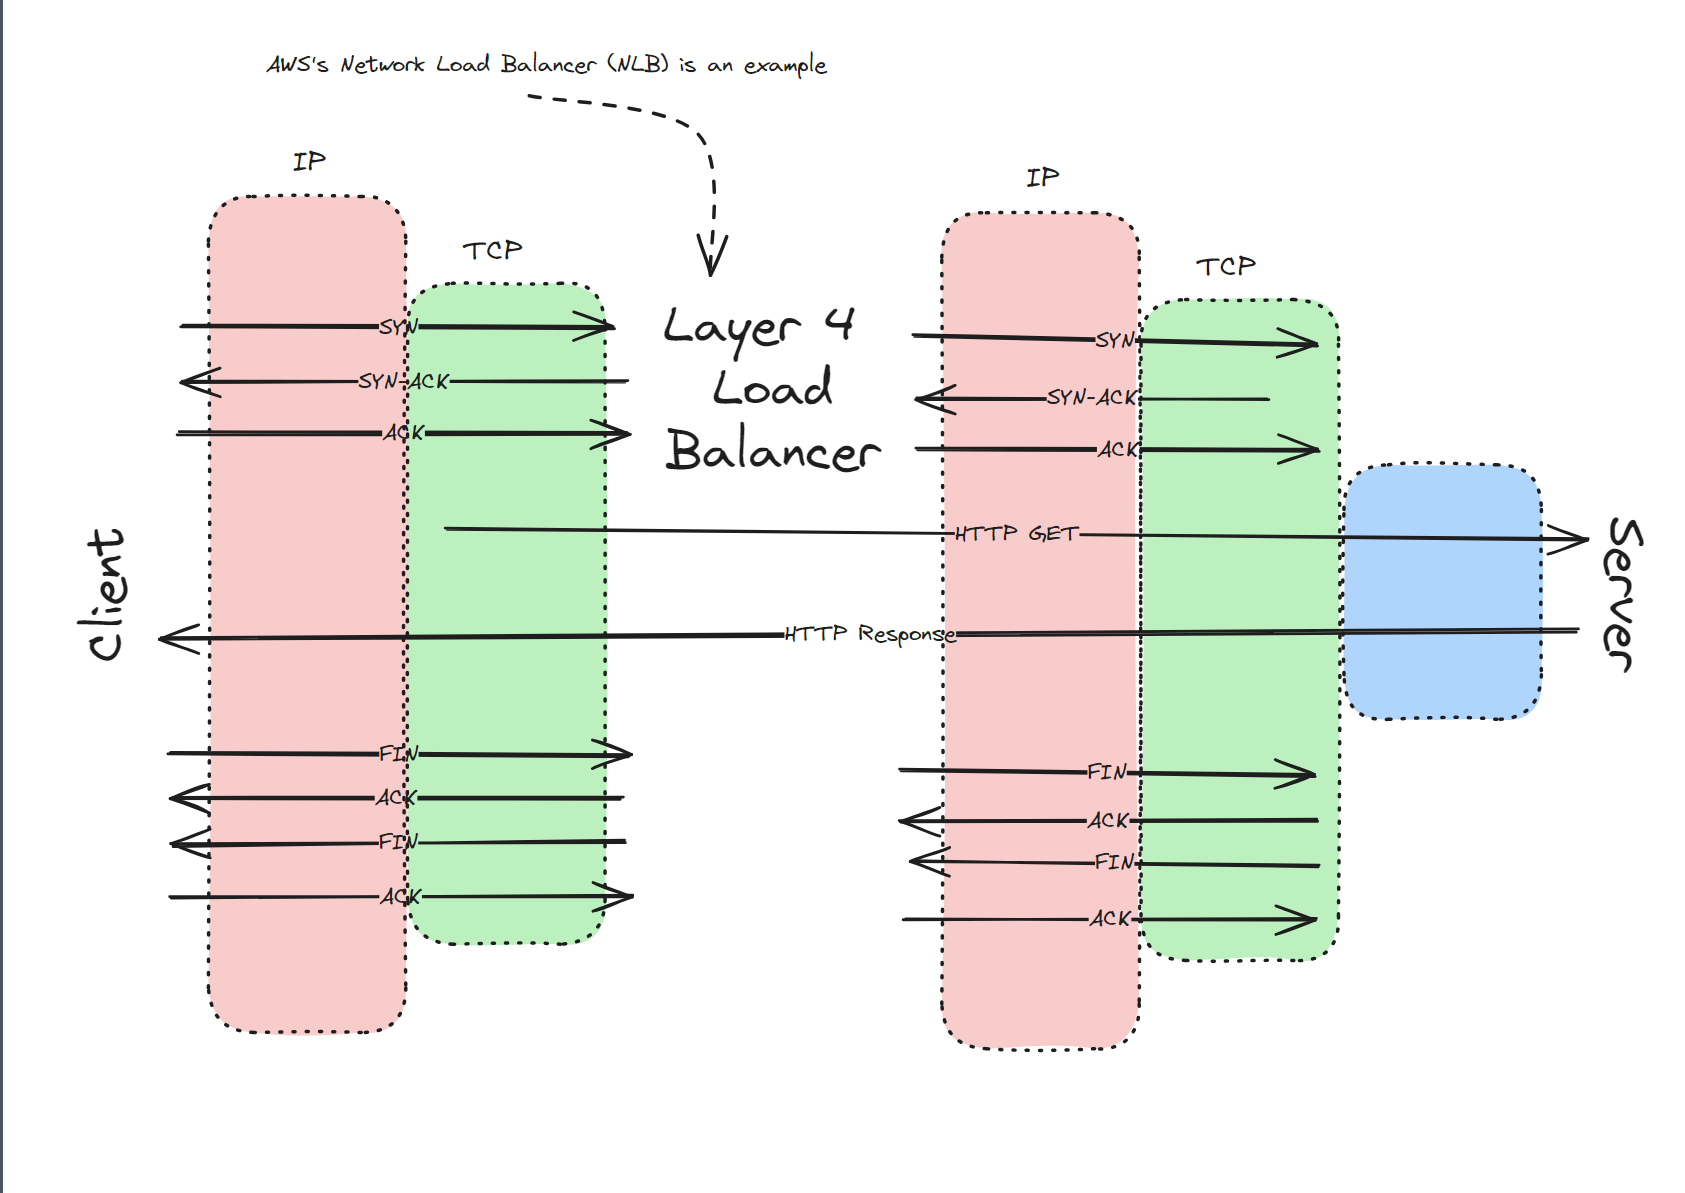 AWS's Network Load Balancer (NLB) is an example
IP
TCP
SYN
SYN-ACK
ACK
Layer 4
Load
Balancer
IP
TCP
SYN
SYN-ACK
ACK
Client
HTTP GET
HTTP Response
Server
FIN
ACK
FIN
ACK
FIN
ACK
FIN
ACK